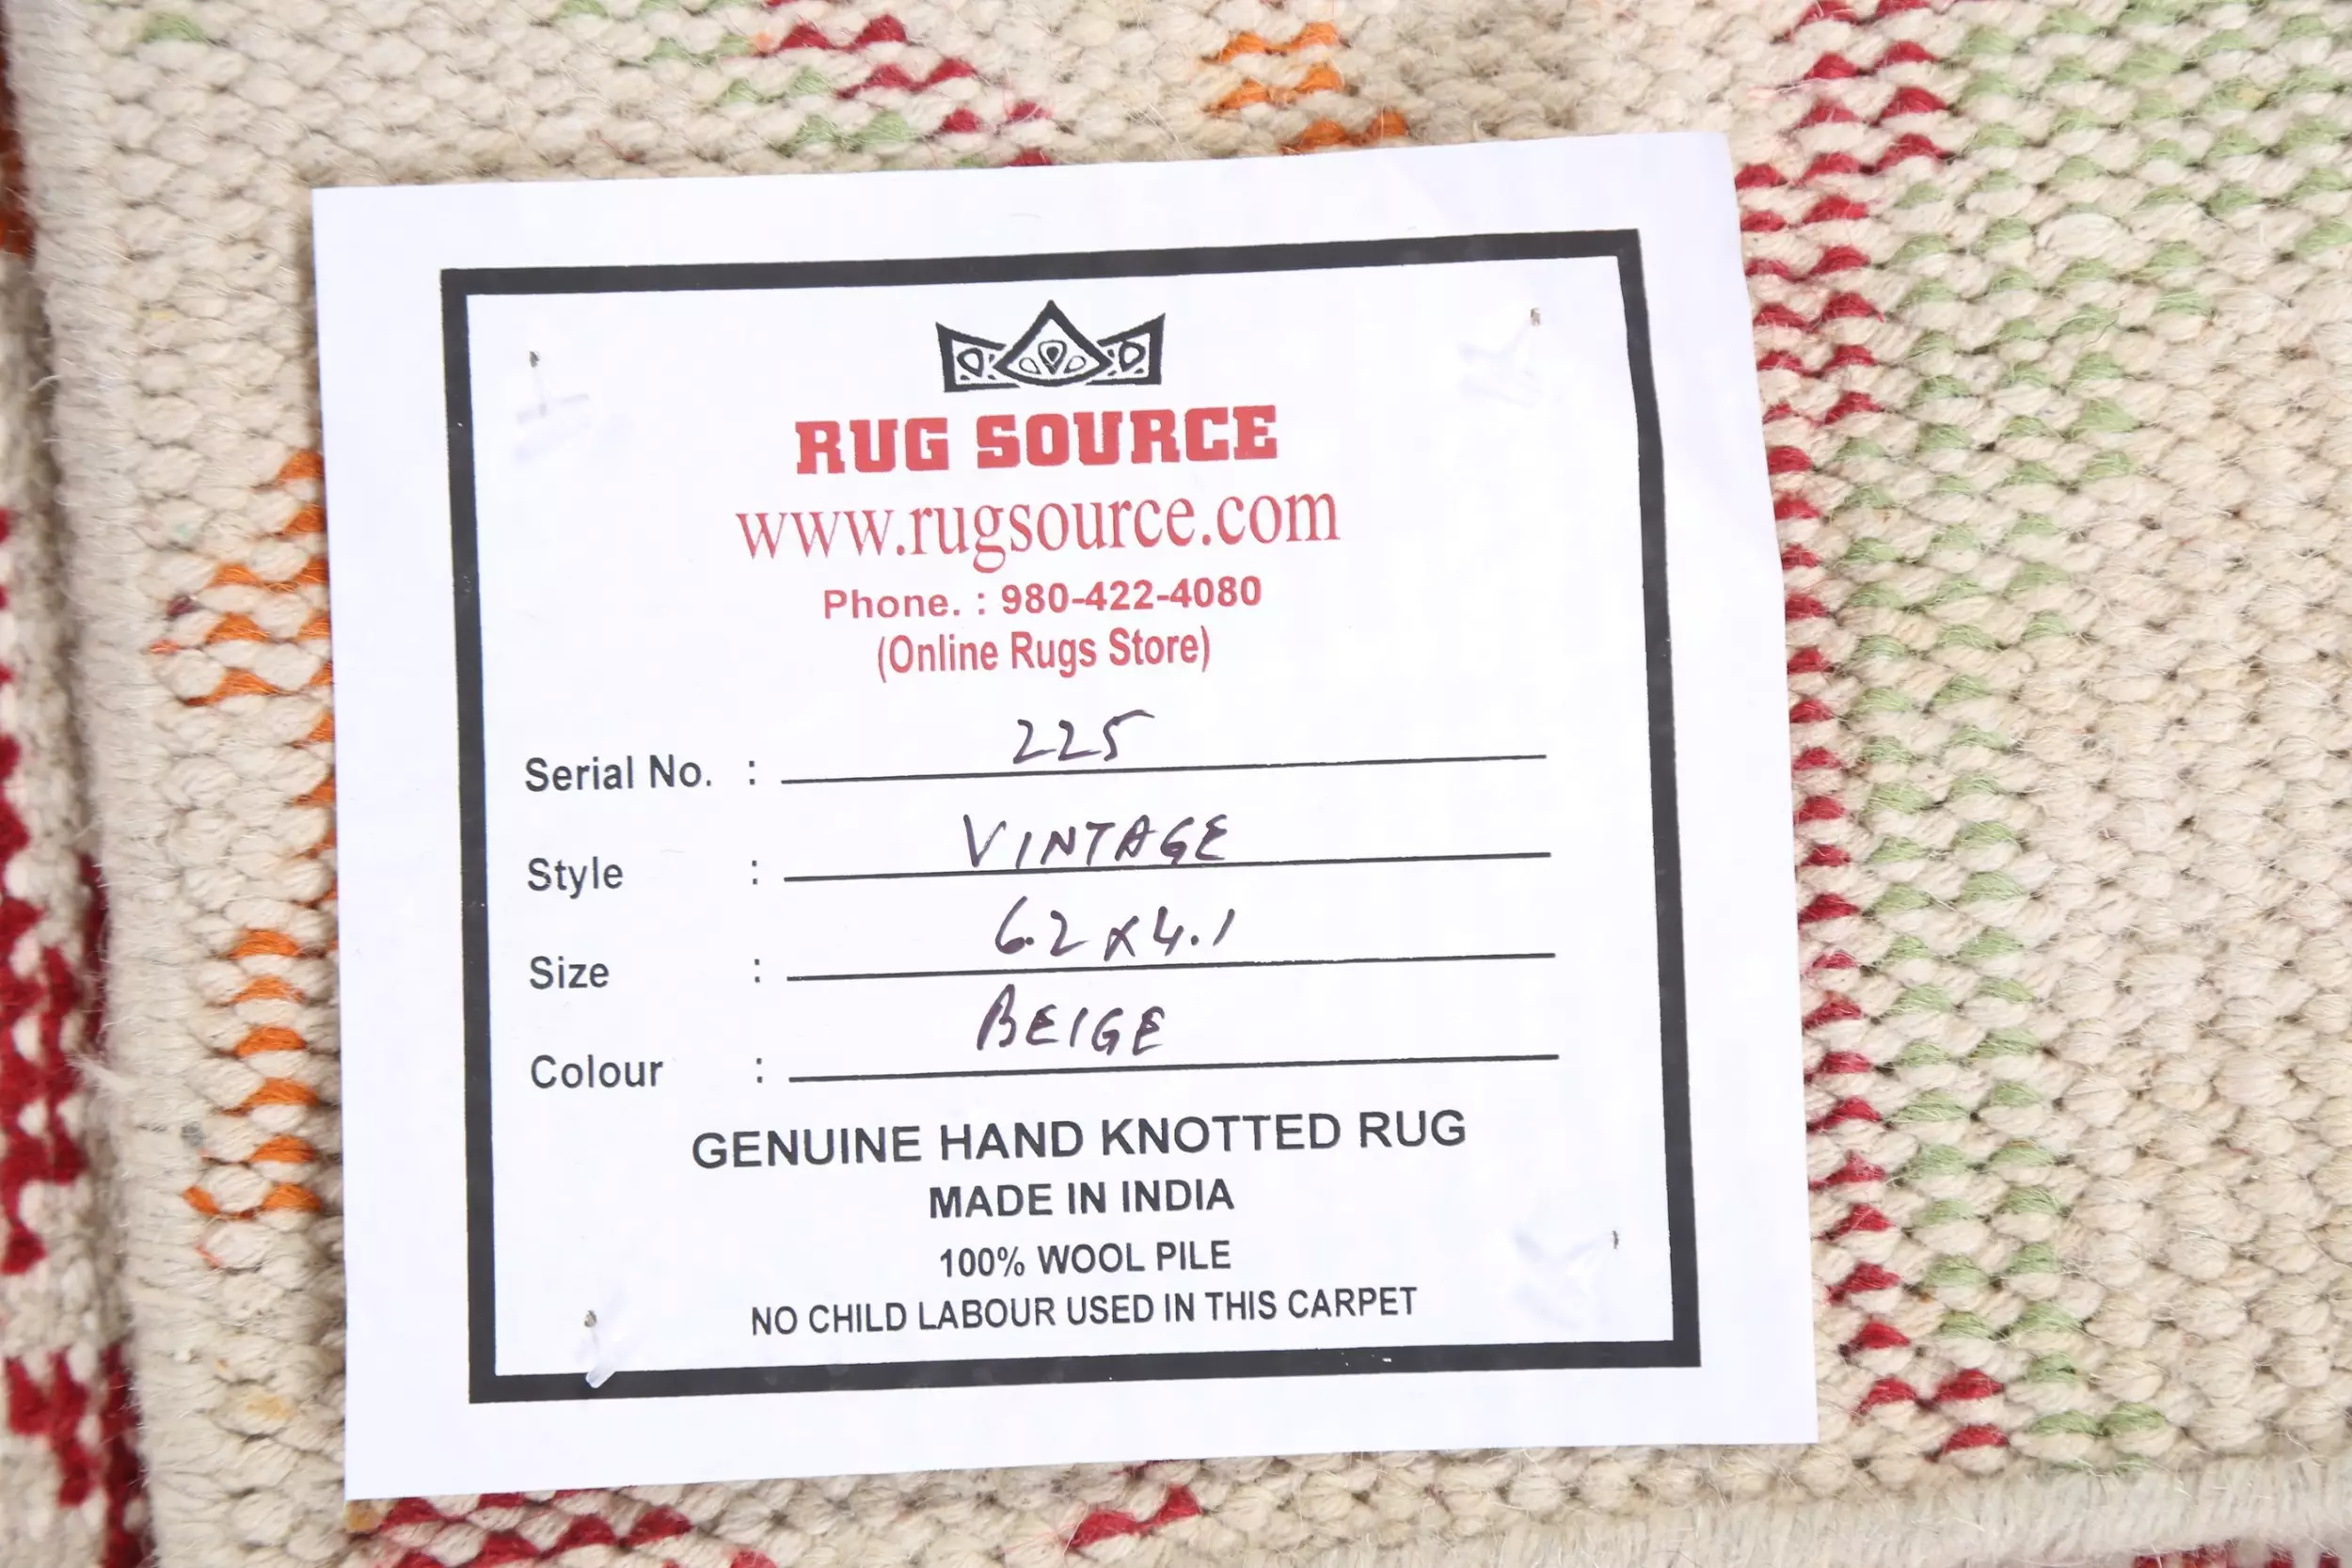 RUG SOURCE
www.rugsource.com
Phone. : 980-422-4080
(Online Rugs Store)
Serial No. : 225
Style : VINTAGE
Size : 6.2 x 4.1
Colour : BEIGE
GENUINE HAND KNOTTED RUG
MADE IN INDIA
100% WOOL PILE
NO CHILD LABOUR USED IN THIS CARPET